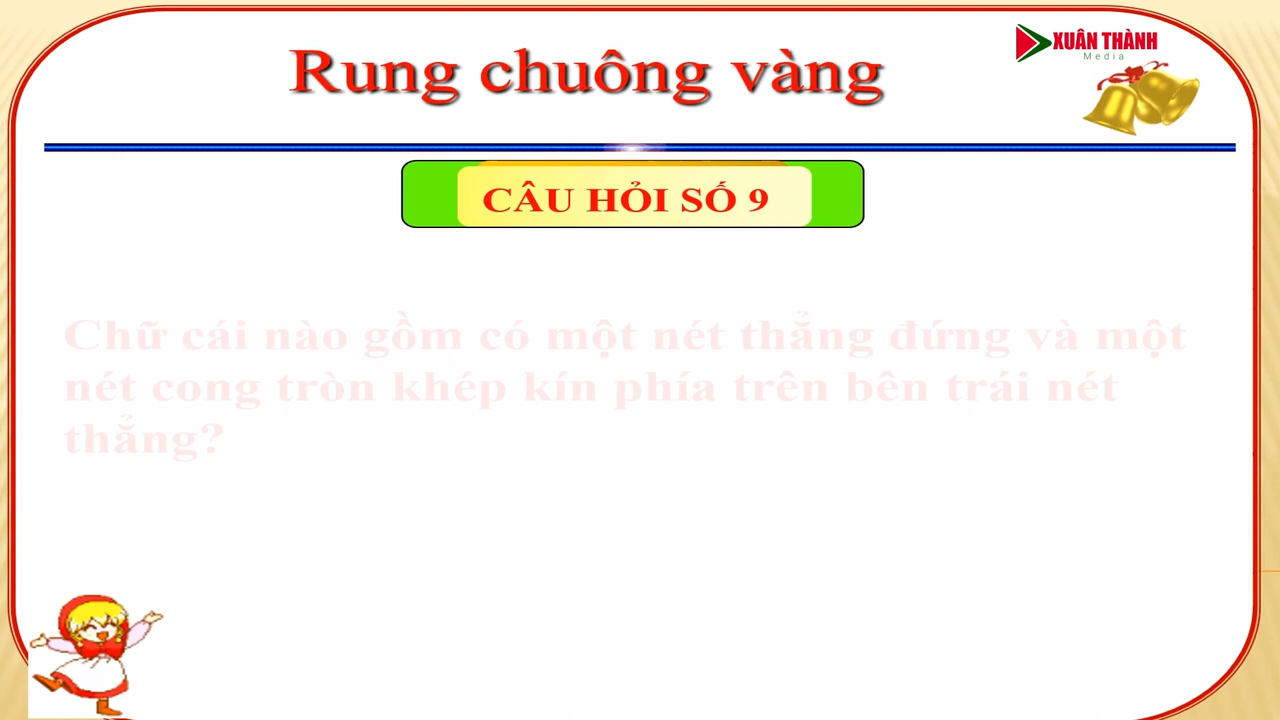 Rung chuông vàng
XUÂN THÀNH
Media
CÂU HỎI SỐ 9
Chữ cái nào gồm có một nét thẳng đứng và một
nét cong tròn khép kín phía trên bên trái nét
thẳng?